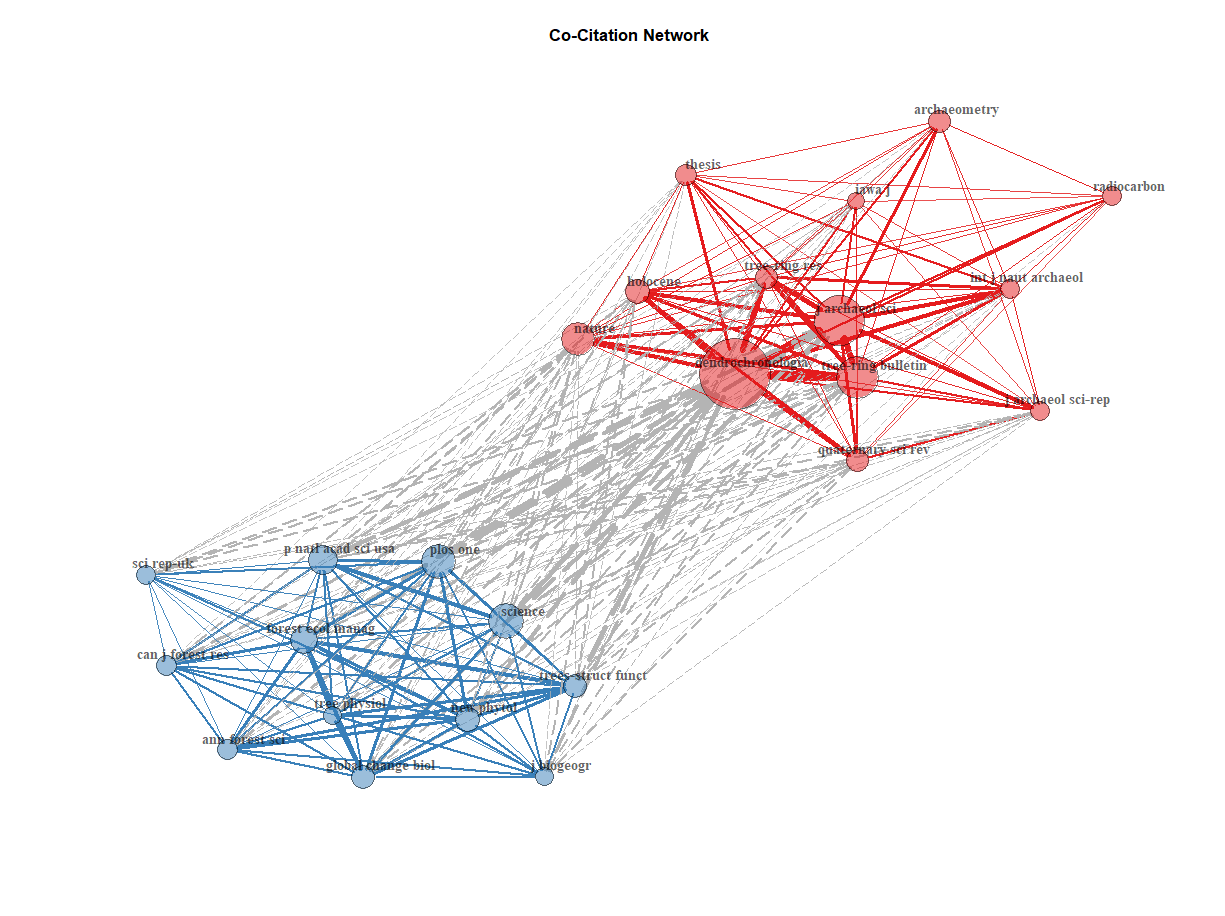 Co-Citation Network
archaeometry
thesis
radiocarbon
iawa j
tree-ring res
int j naut archaeol
holocene
j archaeol sci
nature
dendrochronologia
tree-ring bulletin
j archaeol sci-rep
quaternary sci rev
p natl acad sci usa
plos one
sci rep-uk
science
forest ecol manag
can j forest res
trees-struct funct
tree physiol
new phytol
ann forest sci
global change biol
j biogeogr